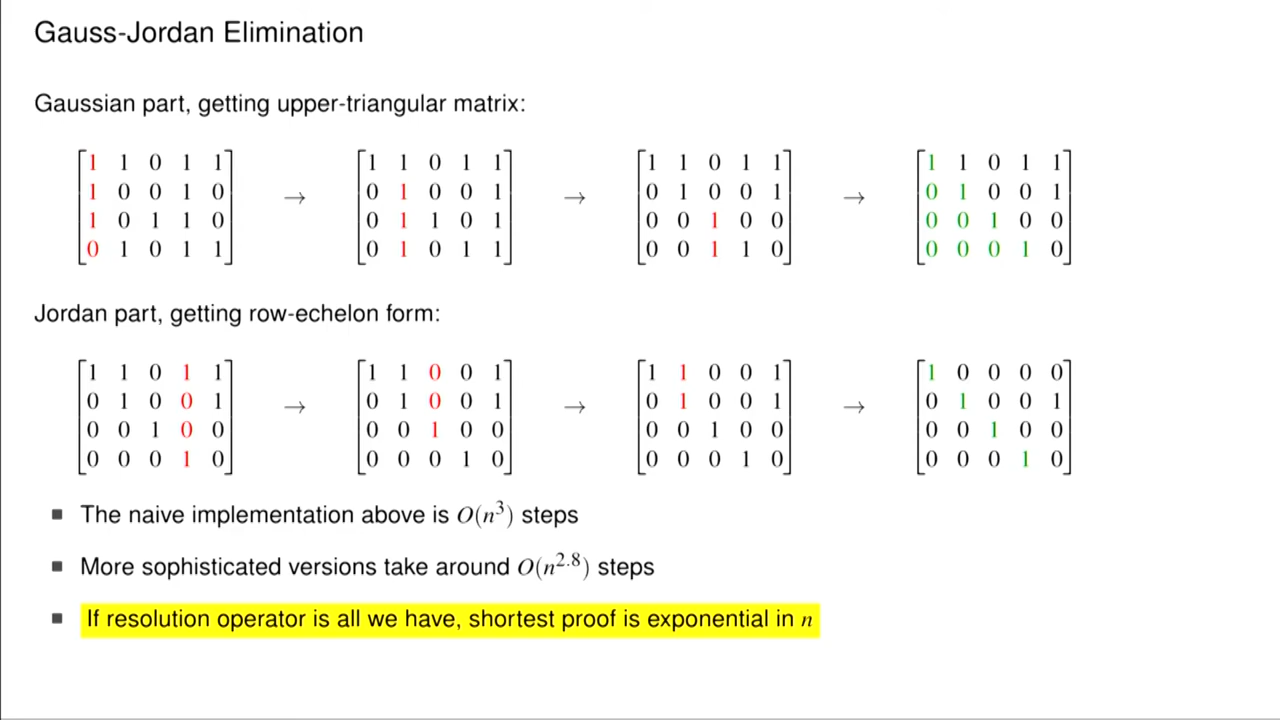 Gauss-Jordan Elimination
Gaussian part, getting upper-triangular matrix:
[1 1 0 1 1] [1 1 0 1 1] [1 1 0 1 1] [1 1 0 1 1]
1 0 0 1 0 → 0 1 0 0 1 → 0 1 0 0 1 → 0 1 0 0 1
1 0 1 1 0 0 1 1 0 1 0 0 1 0 0 0 0 1 0 0
0 1 0 1 1 0 1 0 1 1 0 0 1 1 0 0 0 0 1 0
Jordan part, getting row-echelon form:
[1 1 0 1 1] [1 1 0 0 1] [1 1 0 0 1] [1 0 0 0 0]
0 1 0 0 1 → 0 1 0 0 1 → 0 1 0 0 1 → 0 1 0 0 1
0 0 1 0 0 0 0 1 0 0 0 0 1 0 0 0 0 1 0 0
0 0 0 1 0 0 0 0 1 0 0 0 0 1 0 0 0 0 1 0
■ The naive implementation above is O(n³) steps
■ More sophisticated versions take around O(n^2.8) steps
■ If resolution operator is all we have, shortest proof is exponential in n